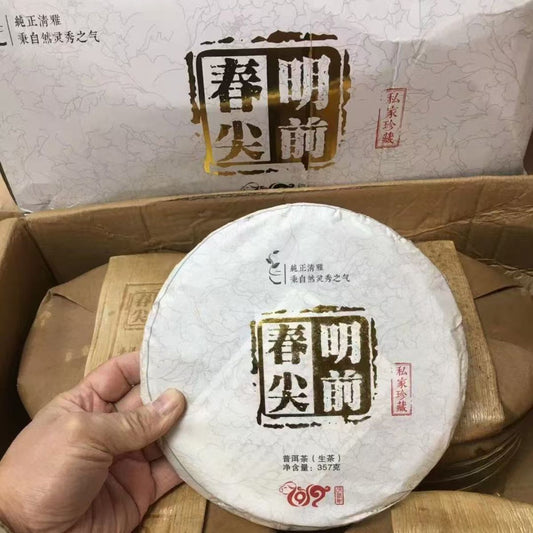 純正清雅
秉自然灵秀之气
明前
春尖
私家珍藏
純正清雅
秉自然灵秀之气
明前
春尖
私家珍藏
普洱茶（生茶）
净含量：357克
春尖